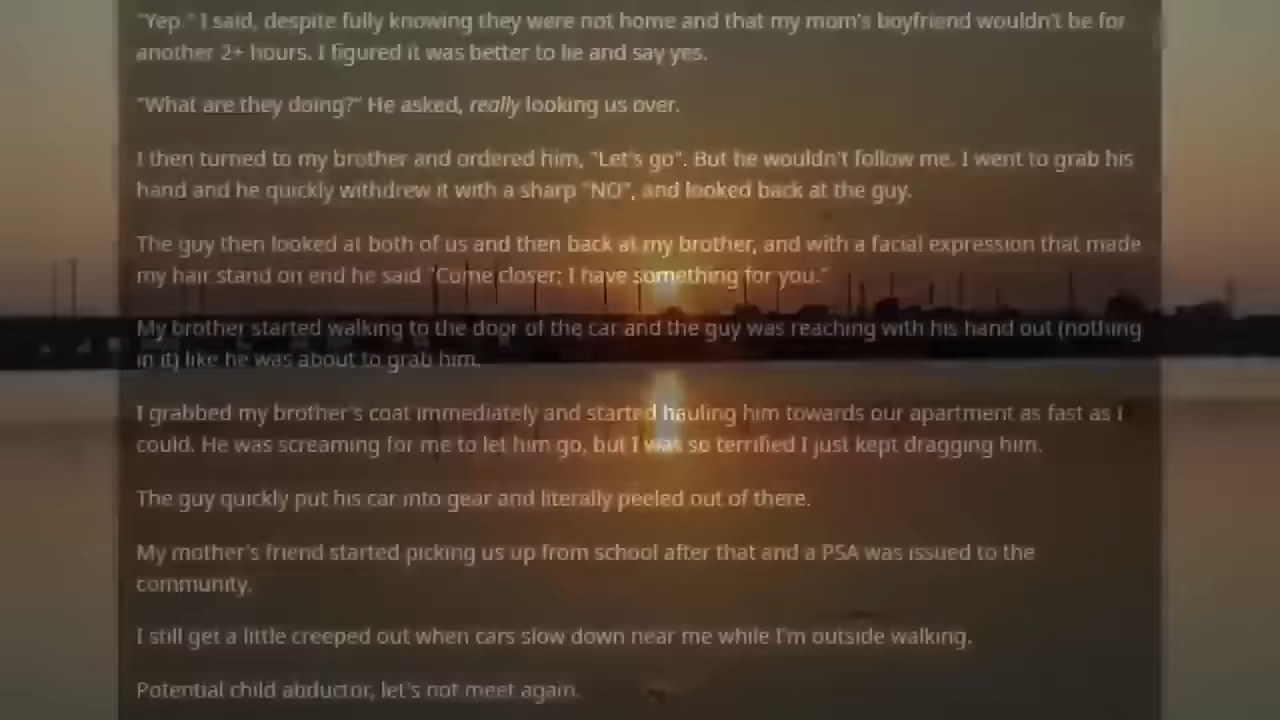 "Yep." I said, despite fully knowing they were not home and that my mom's boyfriend wouldn't be for
another 2+ hours. I figured it was better to lie and say yes.
"What are they doing?" He asked, really looking us over.
I then turned to my brother and ordered him, "Let's go". But he wouldn't follow me. I went to grab his
hand and he quickly withdrew it with a sharp "NO", and looked back at the guy.
The guy then looked at both of us and then back at my brother, and with a facial expression that made
my hair stand on end he said "Come closer; I have something for you."
My brother started walking to the door of the car and the guy was reaching with his hand out (nothing
in it) like he was about to grab him.
I grabbed my brother's coat immediately and started hauling him towards our apartment as fast as I
could. He was screaming for me to let him go, but I was so terrified I just kept dragging him.
The guy quickly put his car into gear and literally peeled out of there.
My mother's friend started picking us up from school after that and a PSA was issued to the
community.
I still get a little creeped out when cars slow down near me while I'm outside walking.
Potential child abductor, let's not meet again.